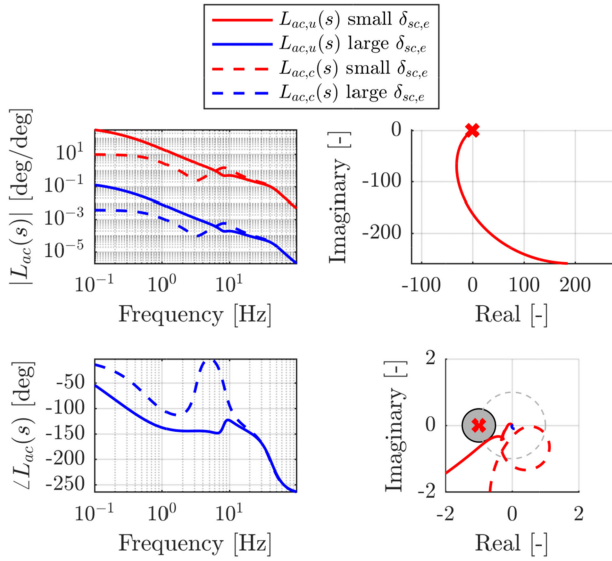 L_{ac,u}(s) small δ_{sc,e}
L_{ac,u}(s) large δ_{sc,e}
L_{ac,c}(s) small δ_{sc,e}
L_{ac,c}(s) large δ_{sc,e}
|L_{ac}(s)| [deg/deg]
10^1
10^{-1}
10^{-3}
10^{-5}
10^{-1} 10^0 10^1
Frequency [Hz]
Imaginary [-]
0
-100
-200
-100 0 100 200
Real [-]
∠L_{ac}(s) [deg]
-50
-100
-150
-200
-250
10^{-1} 10^0 10^1
Frequency [Hz]
Imaginary [-]
2
0
-2
-2 0 2
Real [-]